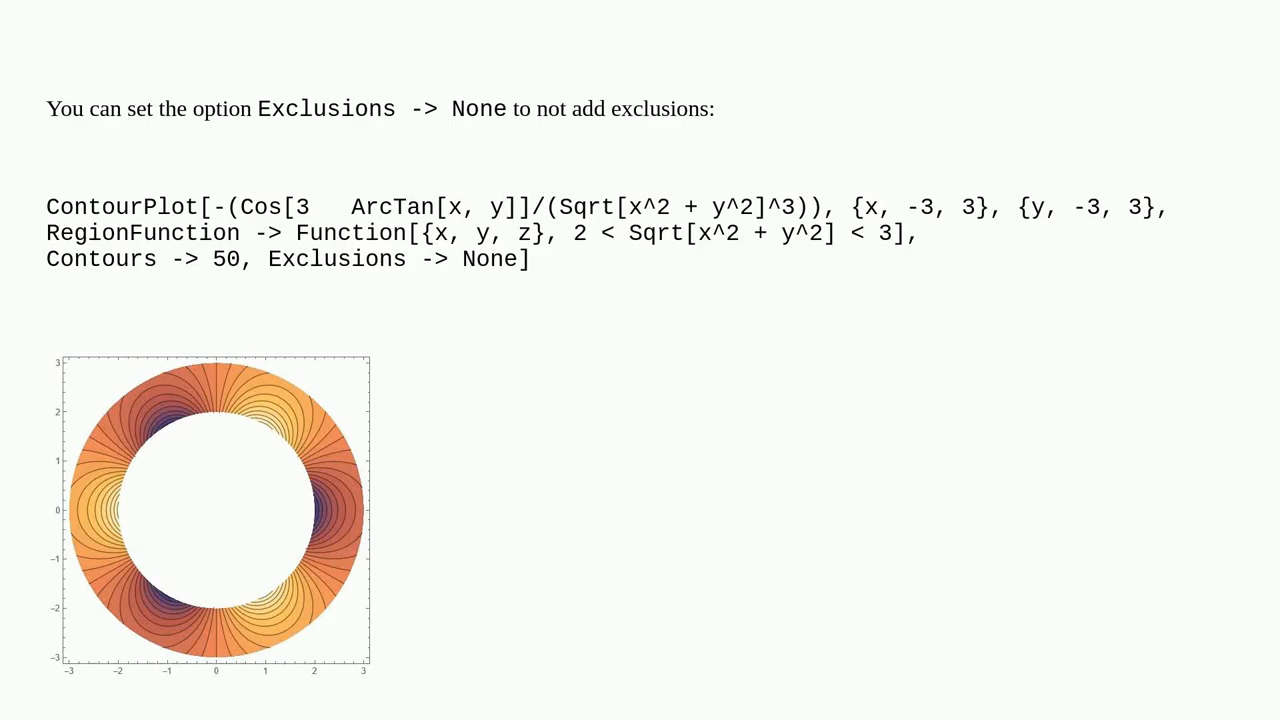 You can set the option Exclusions -> None to not add exclusions:
ContourPlot[-(Cos[3   ArcTan[x, y]]/(Sqrt[x^2 + y^2]^3)), {x, -3, 3}, {y, -3, 3},
RegionFunction -> Function[{x, y, z}, 2 < Sqrt[x^2 + y^2] < 3],
Contours -> 50, Exclusions -> None]
3
2
1
0
−1
−2
−3
−3 −2 −1 0 1 2 3